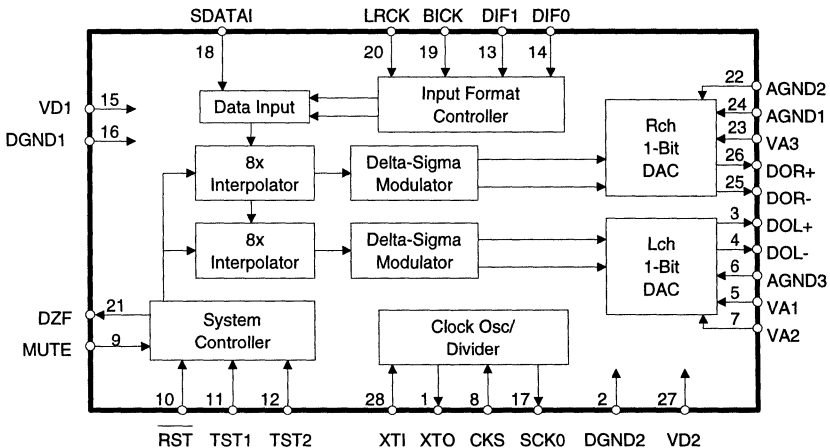 SDATAI LRCK BICK DIF1 DIF0
18 20 19 13 14
22 AGND2
VD1 15
Data Input
Input Format
Controller
24 AGND1
DGND1 16
Rch
1-Bit
DAC
23 VA3
26 DOR+
25 DOR-
8x
Interpolator
Delta-Sigma
Modulator
3 DOL+
8x
Interpolator
Delta-Sigma
Modulator
Lch
1-Bit
DAC
4 DOL-
6 AGND3
5 VA1
7 VA2
DZF 21
MUTE 9
System
Controller
Clock Osc/
Divider
10 11 12 28 1 8 17 2 27
RST TST1 TST2 XTI XTO CKS SCK0 DGND2 VD2